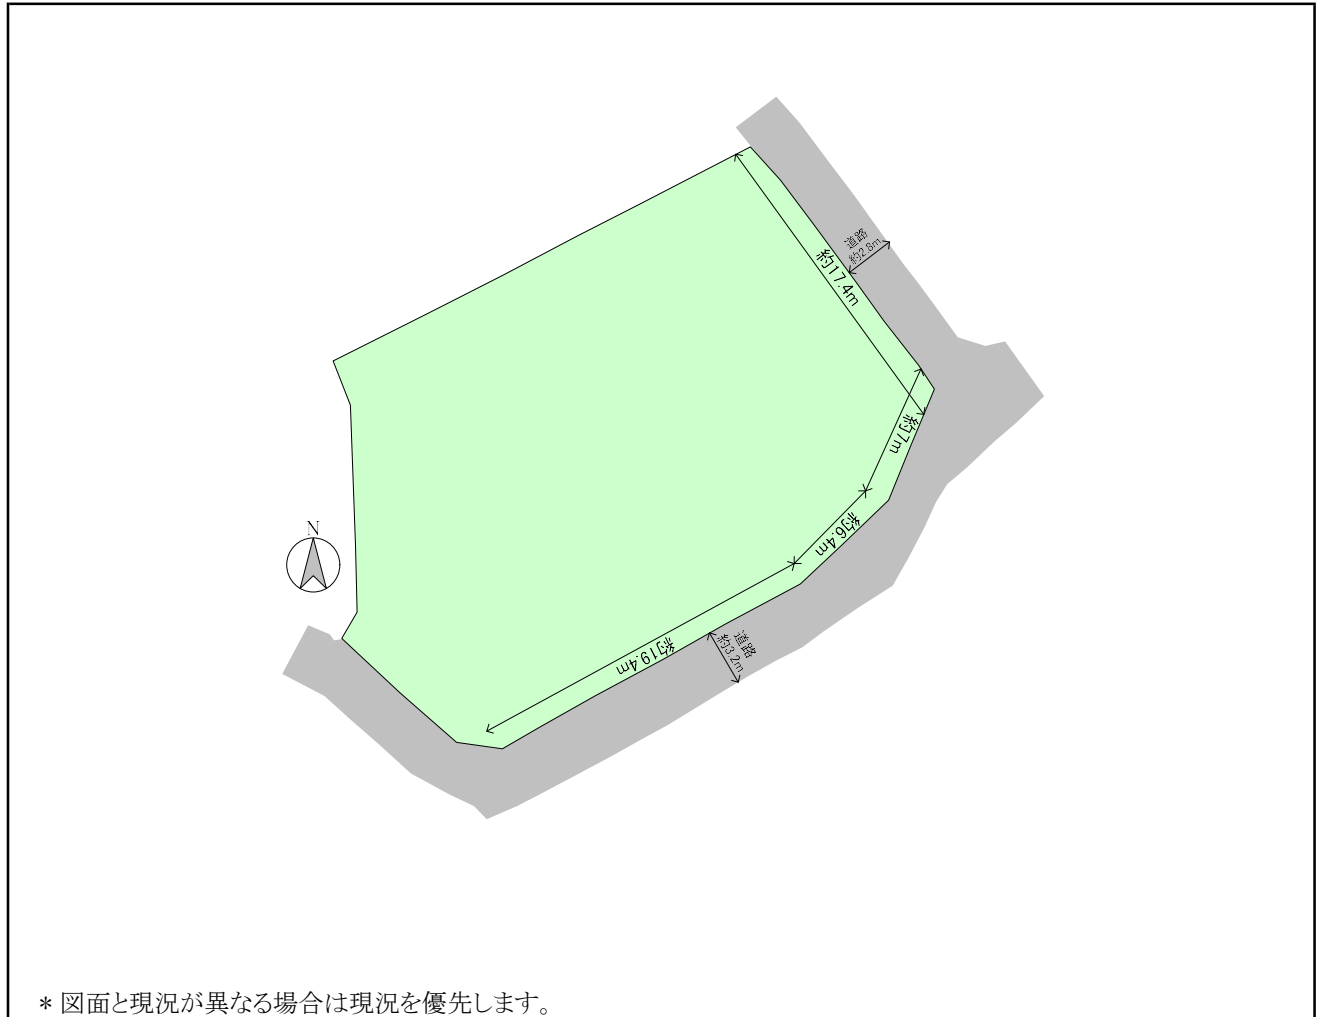 道路
約2.8m
約17.4m
約7m
約6.4m
N
道路
約3.2m
約19.4m
* 図面と現況が異なる場合は現況を優先します。